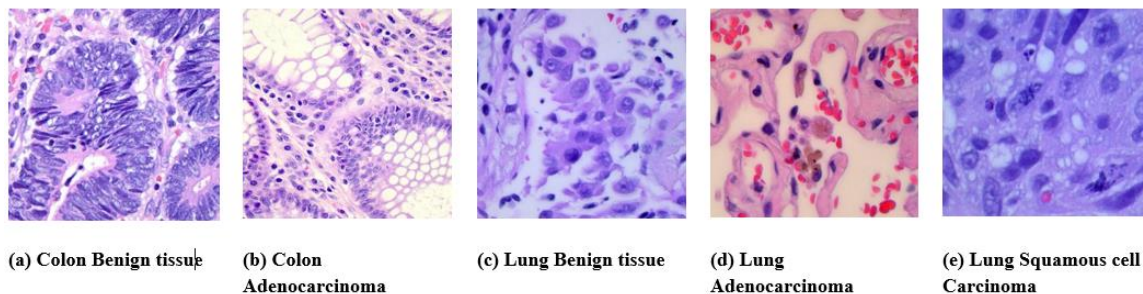 (a) Colon Benign tissue
(b) Colon
Adenocarcinoma
(c) Lung Benign tissue
(d) Lung
Adenocarcinoma
(e) Lung Squamous cell
Carcinoma